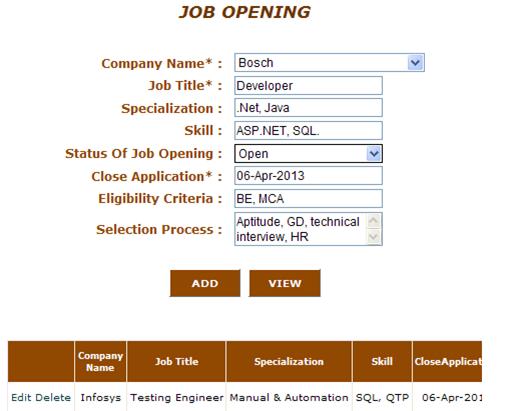 JOB OPENING
Company Name* : Bosch
Job Title* : Developer
Specialization : .Net, Java
Skill : ASP.NET, SQL.
Status Of Job Opening : Open
Close Application* : 06-Apr-2013
Eligibility Criteria : BE, MCA
Selection Process : Aptitude, GD, technical
interview, HR
ADD VIEW
Company Name Job Title Specialization Skill CloseApplicat
Edit Delete Infosys Testing Engineer Manual & Automation SQL, QTP 06-Apr-201